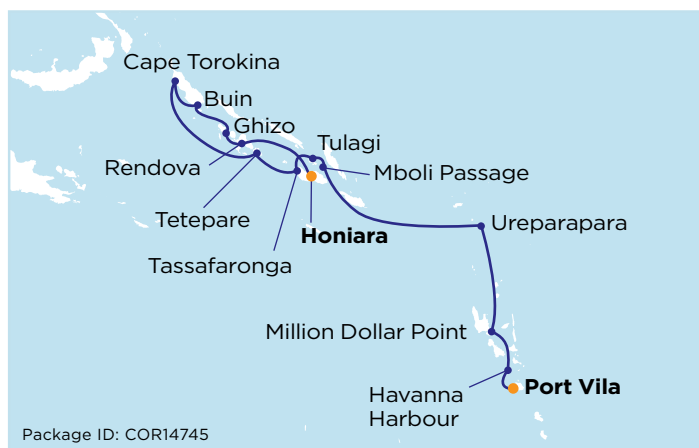 Cape Torokina
Buin
Ghizo
Tulagi
Rendova
Mboli Passage
Tetepare
Ureparapara
Honiara
Tassafaronga
Million Dollar Point
Havanna
Harbour
Port Vila
Package ID: COR14745